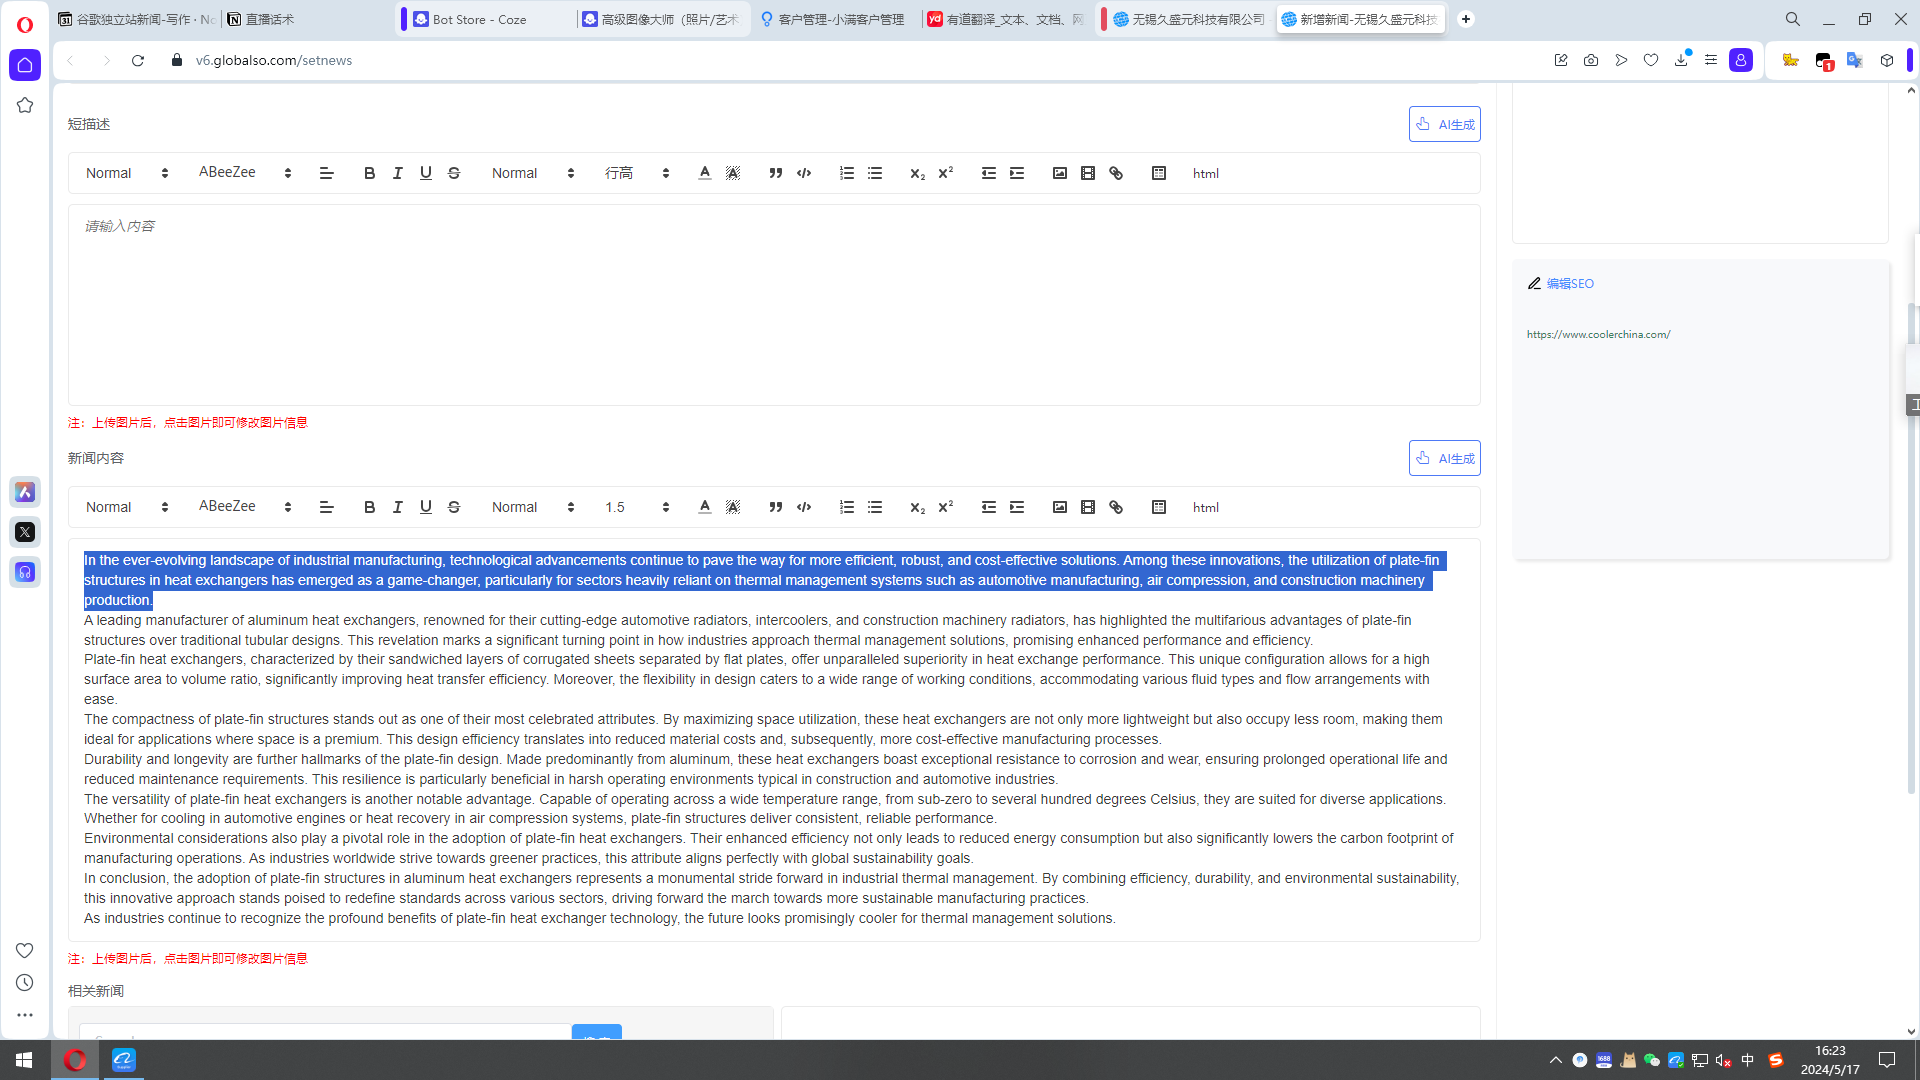 谷歌独立站新闻-写作 · No
直播话术
Bot Store - Coze
高级图像大师（照片/艺术
客户管理-小满客户管理
有道翻译_文本、文档、网
无锡久盛元科技有限公司 -
新增新闻-无锡久盛元科技
v6.globalso.com/setnews
短描述
AI生成
Normal ABeeZee Normal 行高 html
请输入内容
注：上传图片后，点击图片即可修改图片信息
新闻内容
AI生成
Normal ABeeZee Normal 1.5 html
In the ever-evolving landscape of industrial manufacturing, technological advancements continue to pave the way for more efficient, robust, and cost-effective solutions. Among these innovations, the utilization of plate-fin
structures in heat exchangers has emerged as a game-changer, particularly for sectors heavily reliant on thermal management systems such as automotive manufacturing, air compression, and construction machinery
production.
A leading manufacturer of aluminum heat exchangers, renowned for their cutting-edge automotive radiators, intercoolers, and construction machinery radiators, has highlighted the multifarious advantages of plate-fin
structures over traditional tubular designs. This revelation marks a significant turning point in how industries approach thermal management solutions, promising enhanced performance and efficiency.
Plate-fin heat exchangers, characterized by their sandwiched layers of corrugated sheets separated by flat plates, offer unparalleled superiority in heat exchange performance. This unique configuration allows for a high
surface area to volume ratio, significantly improving heat transfer efficiency. Moreover, the flexibility in design caters to a wide range of working conditions, accommodating various fluid types and flow arrangements with
ease.
The compactness of plate-fin structures stands out as one of their most celebrated attributes. By maximizing space utilization, these heat exchangers are not only more lightweight but also occupy less room, making them
ideal for applications where space is a premium. This design efficiency translates into reduced material costs and, subsequently, more cost-effective manufacturing processes.
Durability and longevity are further hallmarks of the plate-fin design. Made predominantly from aluminum, these heat exchangers boast exceptional resistance to corrosion and wear, ensuring prolonged operational life and
reduced maintenance requirements. This resilience is particularly beneficial in harsh operating environments typical in construction and automotive industries.
The versatility of plate-fin heat exchangers is another notable advantage. Capable of operating across a wide temperature range, from sub-zero to several hundred degrees Celsius, they are suited for diverse applications.
Whether for cooling in automotive engines or heat recovery in air compression systems, plate-fin structures deliver consistent, reliable performance.
Environmental considerations also play a pivotal role in the adoption of plate-fin heat exchangers. Their enhanced efficiency not only leads to reduced energy consumption but also significantly lowers the carbon footprint of
manufacturing operations. As industries worldwide strive towards greener practices, this attribute aligns perfectly with global sustainability goals.
In conclusion, the adoption of plate-fin structures in aluminum heat exchangers represents a monumental stride forward in industrial thermal management. By combining efficiency, durability, and environmental sustainability,
this innovative approach stands poised to redefine standards across various sectors, driving forward the march towards more sustainable manufacturing practices.
As industries continue to recognize the profound benefits of plate-fin heat exchanger technology, the future looks promisingly cooler for thermal management solutions.
注：上传图片后，点击图片即可修改图片信息
相关新闻
编辑SEO
https://www.coolerchina.com/
中
16:23
2024/5/17